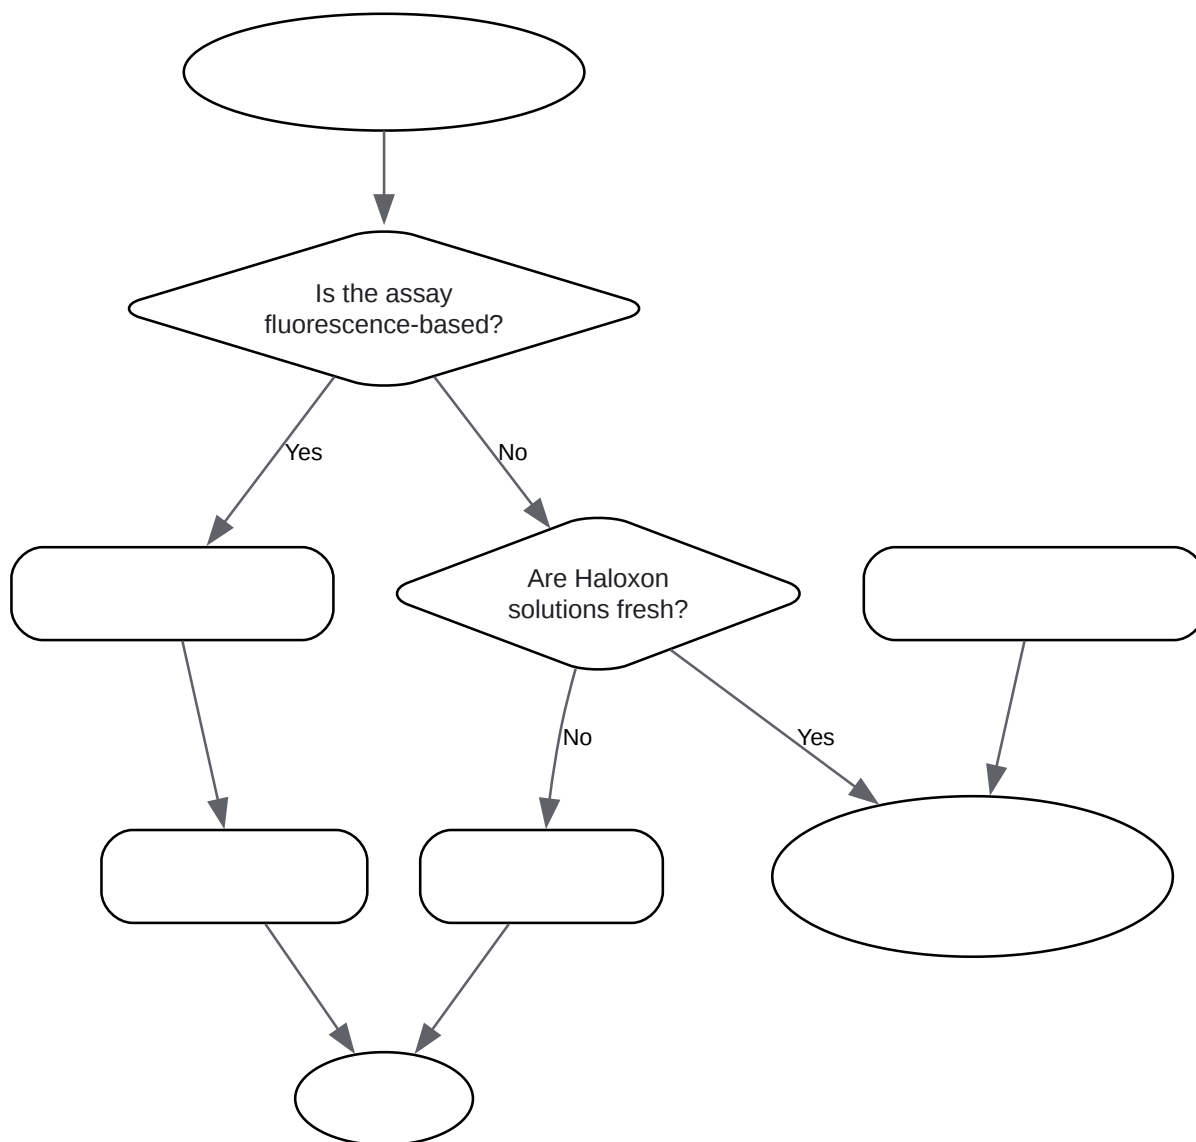 Is the assay
fluorescence-based?
Yes
No
Are Haloxon
solutions fresh?
No
Yes